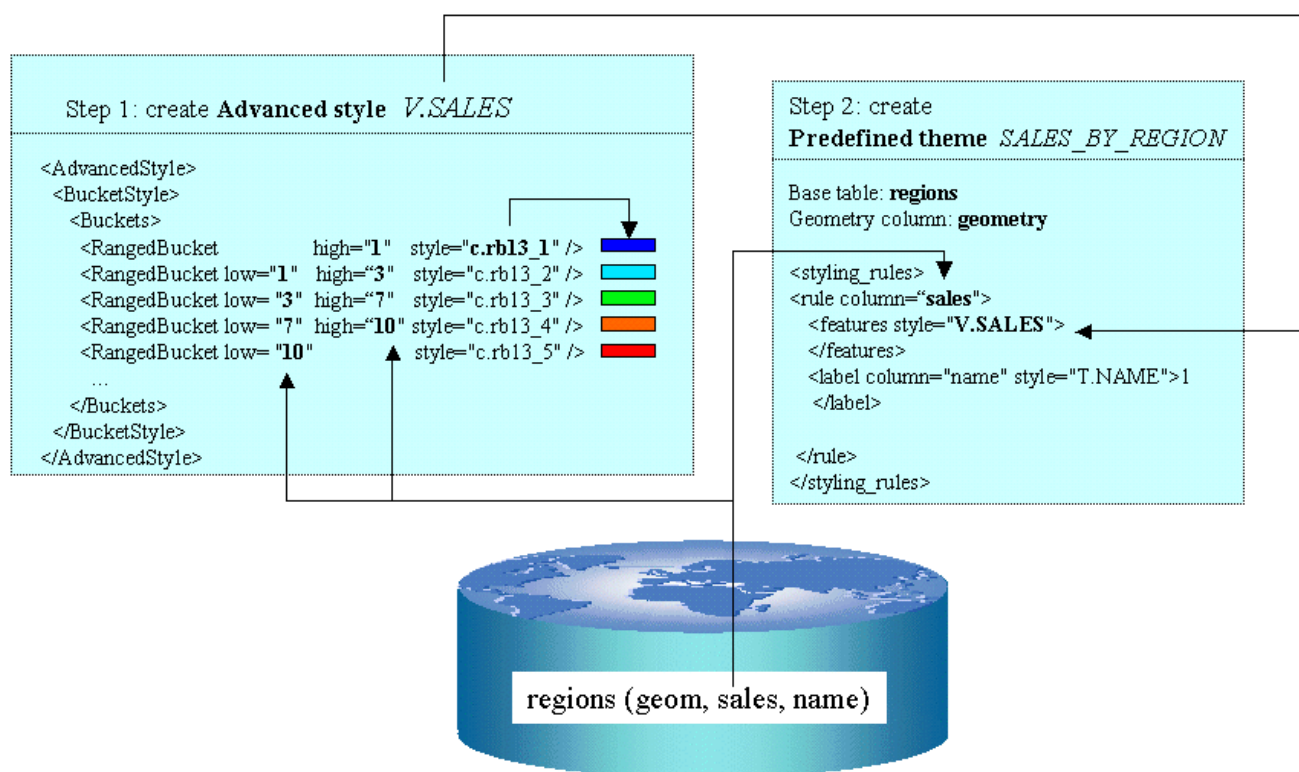 Step 1: create Advanced style V.SALES
<AdvancedStyle>
<BucketStyle>
<Buckets>
<RangedBucket high="1" style="c.rb13_1" />
<RangedBucket low="1" high=“3" style="c.rb13_2" />
<RangedBucket low= "3" high=“7" style="c.rb13_3" />
<RangedBucket low= "7" high=“10" style="c.rb13_4" />
<RangedBucket low= "10" style="c.rb13_5" />
...
</Buckets>
</BucketStyle>
</AdvancedStyle>
Step 2: create
Predefined theme SALES_BY_REGION
Base table: regions
Geometry column: geometry
<styling_rules>
<rule column=“sales">
<features style="V.SALES">
</features>
<label column="name" style="T.NAME">1
</label>
</rule>
</styling_rules>
regions (geom, sales, name)